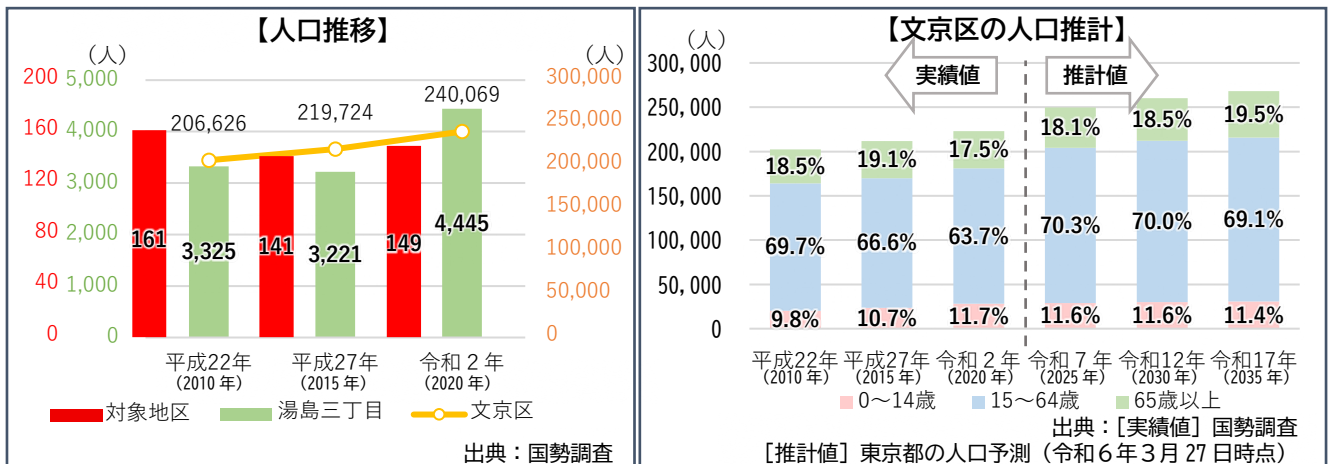 【人口推移】
（人）
（人）
200 5,000
300,000
160 4,000
250,000
120 3,000
200,000
150,000
80 2,000
100,000
40 1,000
50,000
0 0
0
206,626
219,724
240,069
161
3,325
141
3,221
149
4,445
平成22年
（2010年）
平成27年
（2015年）
令和２年
（2020年）
対象地区
湯島三丁目
文京区
出典：国勢調査
【文京区の人口推計】
（人）
実績値
推計値
300,000
250,000
200,000
150,000
100,000
50,000
0
18.5%
19.1%
17.5%
18.1%
18.5%
19.5%
69.7%
66.6%
63.7%
70.3%
70.0%
69.1%
9.8%
10.7%
11.7%
11.6%
11.6%
11.4%
平成22年
（2010年）
平成27年
（2015年）
令和２年
（2020年）
令和７年
（2025年）
令和12年
（2030年）
令和17年
（2035年）
0～14歳
15～64歳
65歳以上
出典：［実績値］国勢調査
［推計値］東京都の人口予測（令和６年３月27日時点）